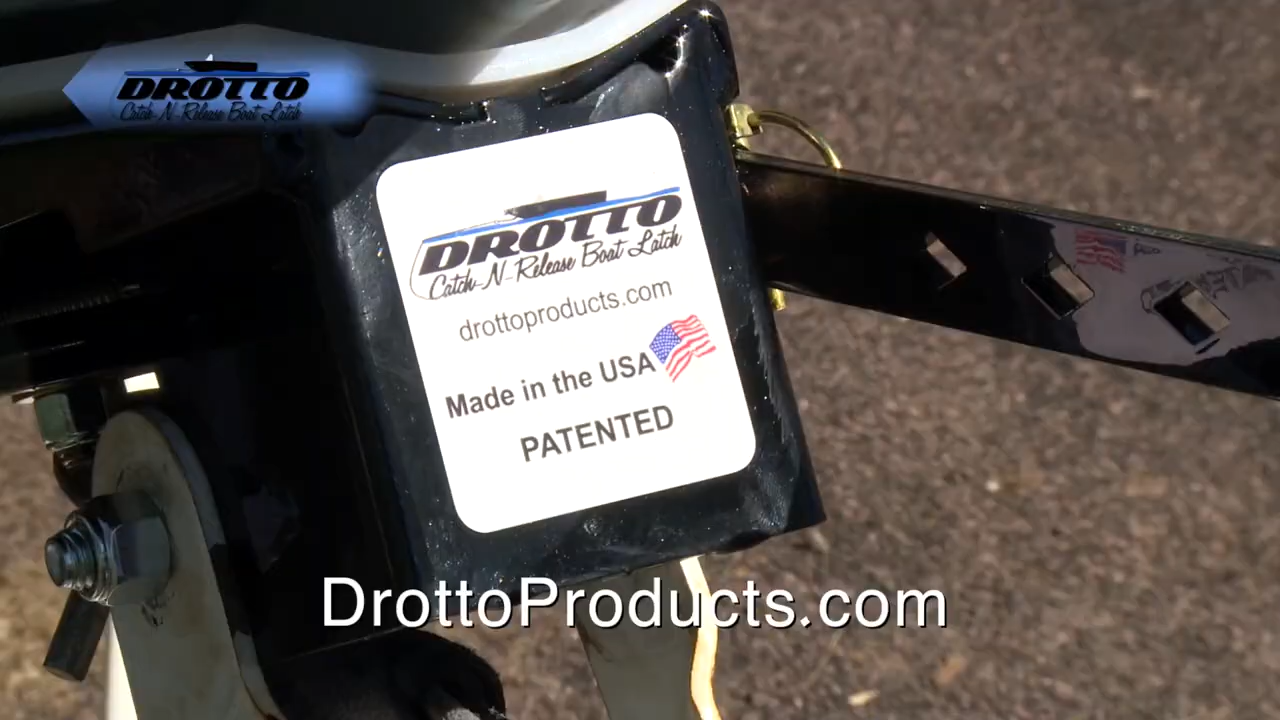 DROTTO
Catch-N-Release Boat Latch
DROTTO
Catch-N-Release Boat Latch
drottoproducts.com
Made in the USA
PATENTED
DrottoProducts.com